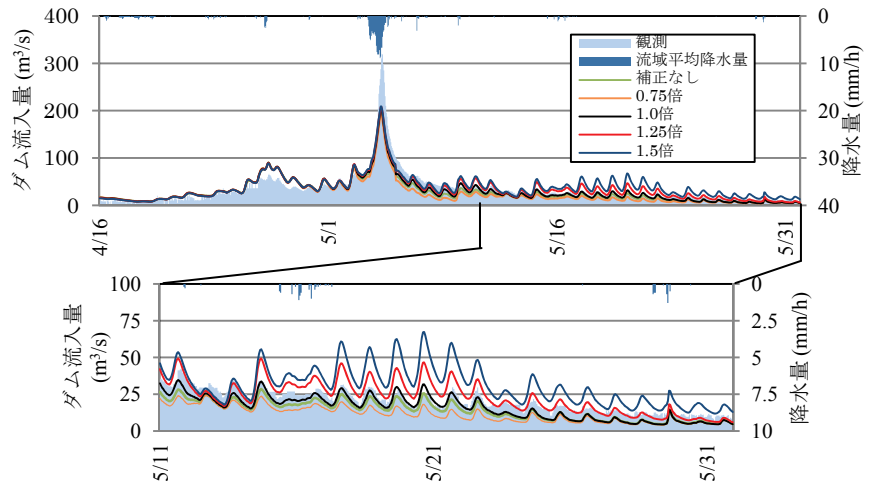 400
300
200
100
0
ダム流入量 (m³/s)
0
10
20
30
40
降水量 (mm/h)
観測
流域平均降水量
補正なし
0.75倍
1.0倍
1.25倍
1.5倍
4/16
5/1
5/16
5/31
100
75
50
25
0
ダム流入量
(m³/s)
0
2.5
5
7.5
10
降水量 (mm/h)
5/11
5/21
5/31